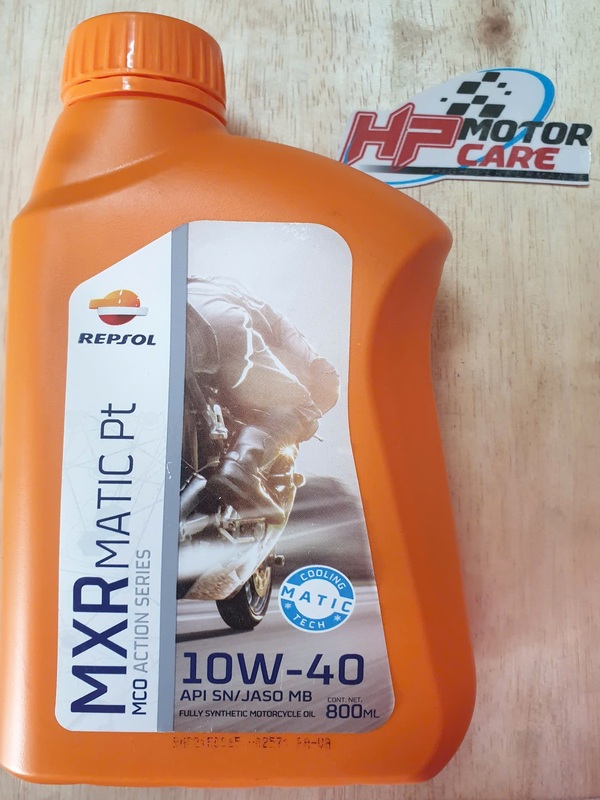 HP MOTOR
CARE
REPSOL
MXR MATIC Pt
MCO ACTION SERIES
COOLING
MATIC
TECH
10W-40
API SN/JASO MB
FULLY SYNTHETIC MOTORCYCLE OIL
CONT. NET.
800ML